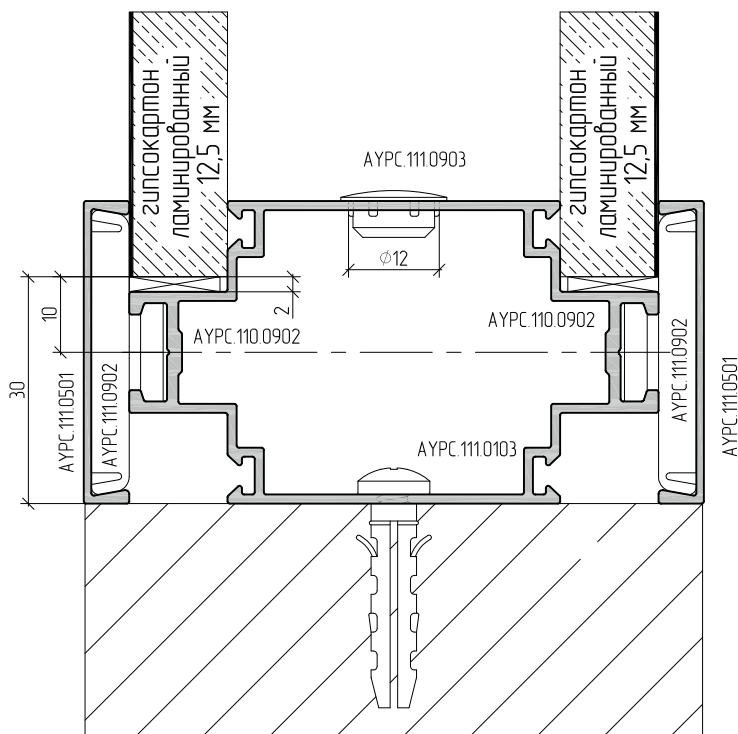 гипсокартон
ламинированный
12,5 мм
гипсокартон
ламинированный
12,5 мм
AYPC.111.0903
Ø12
10
2
30
AYPC.110.0902
AYPC.110.0902
AYPC.111.0501
AYPC.111.0902
AYPC.111.0902
AYPC.111.0501
AYPC.111.0103